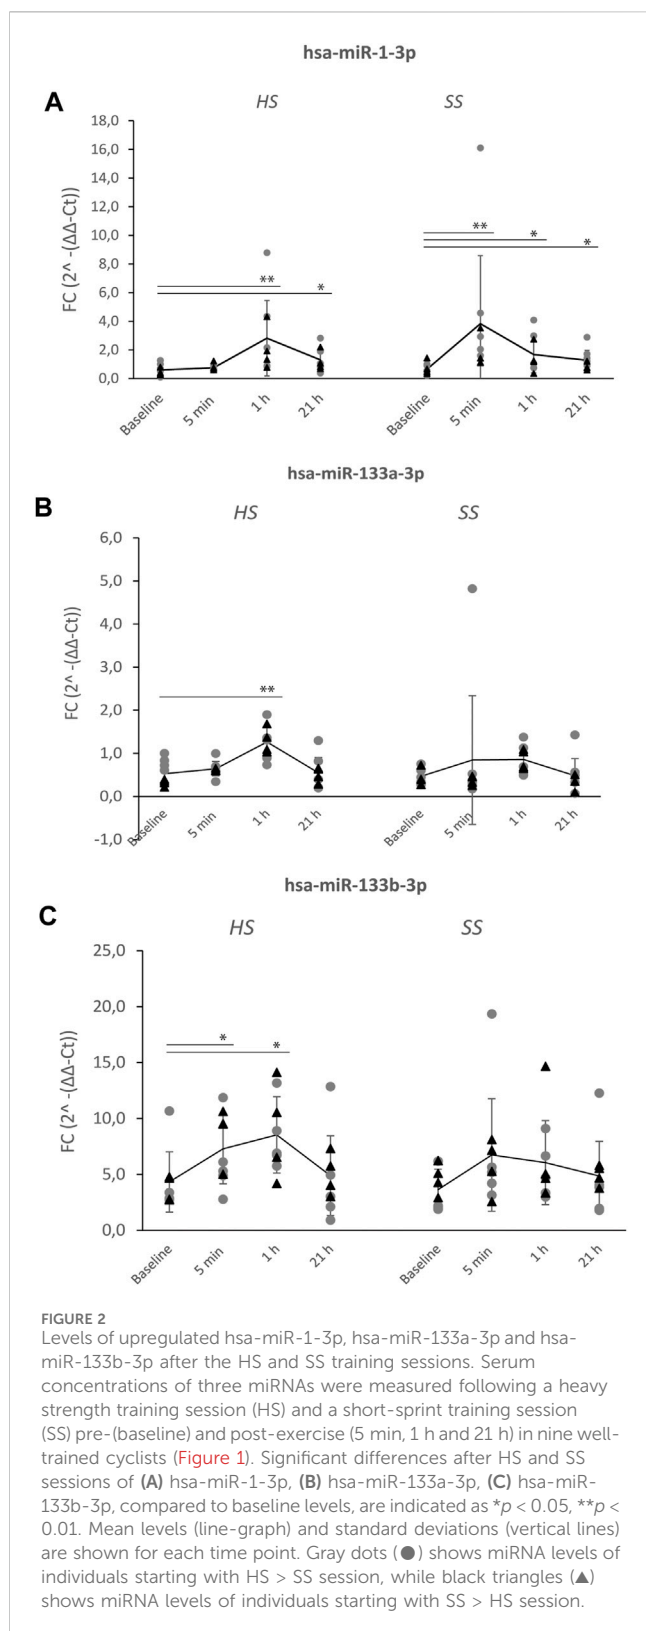 hsa-miR-1-3p
A
HS SS
18,0
16,0
14,0
12,0
10,0
8,0
6,0
4,0
2,0
0,0
FC (2^ -(ΔΔ-Ct))
** *
** * *
Baseline 5 min 1 h 21 h Baseline 5 min 1 h 21 h
hsa-miR-133a-3p
B
HS SS
6,0
5,0
4,0
3,0
2,0
1,0
0,0
-1,0
FC (2^ -(ΔΔ-Ct))
**
Baseline 5 min 1 h 21 h Baseline 5 min 1 h 21 h
hsa-miR-133b-3p
C
HS SS
25,0
20,0
15,0
10,0
5,0
0,0
FC (2^ -(ΔΔ-Ct))
* *
Baseline 5 min 1 h 21 h Baseline 5 min 1 h 21 h
FIGURE 2
Levels of upregulated hsa-miR-1-3p, hsa-miR-133a-3p and hsa-
miR-133b-3p after the HS and SS training sessions. Serum
concentrations of three miRNAs were measured following a heavy
strength training session (HS) and a short-sprint training session
(SS) pre-(baseline) and post-exercise (5 min, 1 h and 21 h) in nine well-
trained cyclists (Figure 1). Significant differences after HS and SS
sessions of (A) hsa-miR-1-3p, (B) hsa-miR-133a-3p, (C) hsa-miR-
133b-3p, compared to baseline levels, are indicated as *p < 0.05, **p <
0.01. Mean levels (line-graph) and standard deviations (vertical lines)
are shown for each time point. Gray dots (●) shows miRNA levels of
individuals starting with HS > SS session, while black triangles (▲)
shows miRNA levels of individuals starting with SS > HS session.